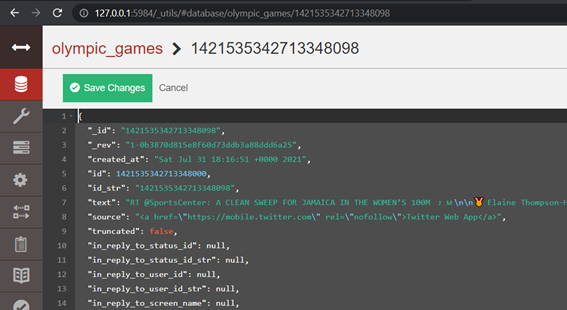 127.0.0.1:5984/_utils/#database/olympic_games/1421535342713348098
olympic_games > 1421535342713348098
Save Changes Cancel
1 {
2 "_id": "1421535342713348098",
3 "_rev": "1-0b3870d815e8f60d73ddb3a88ddd6a25",
4 "created_at": "Sat Jul 31 18:16:51 +0000 2021",
5 "id": 1421535342713348000,
6 "id_str": "1421535342713348098",
7 "text": "RT @SportsCenter: A CLEAN SWEEP FOR JAMAICA IN THE WOMEN'S 100M \n\n🏅 Elaine Thompson-H
8 "source": "<a href=\"https://mobile.twitter.com\" rel=\"nofollow\">Twitter Web App</a>",
9 "truncated": false,
10 "in_reply_to_status_id": null,
11 "in_reply_to_status_id_str": null,
12 "in_reply_to_user_id": null,
13 "in_reply_to_user_id_str": null,
14 "in_reply_to_screen_name": null,